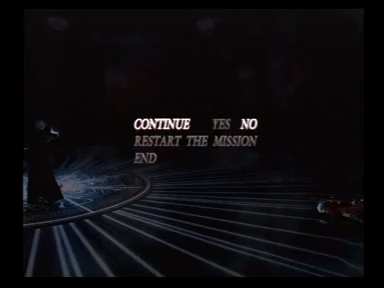 CONTINUE YES NO
RESTART THE MISSION
END